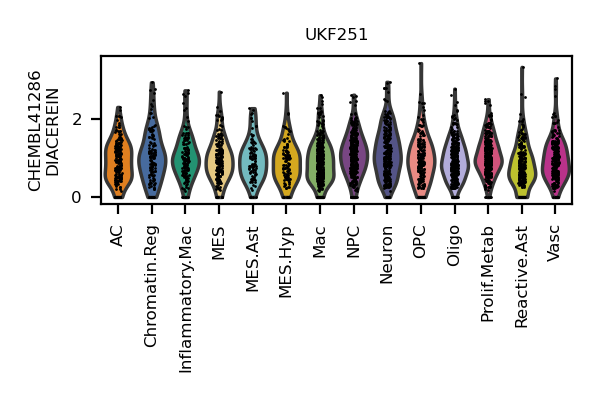 UKF251
CHEMBL41286
DIACEREIN
2
0
AC
Chromatin.Reg
Inflammatory.Mac
MES
MES.Ast
MES.Hyp
Mac
NPC
Neuron
OPC
Oligo
Prolif.Metab
Reactive.Ast
Vasc